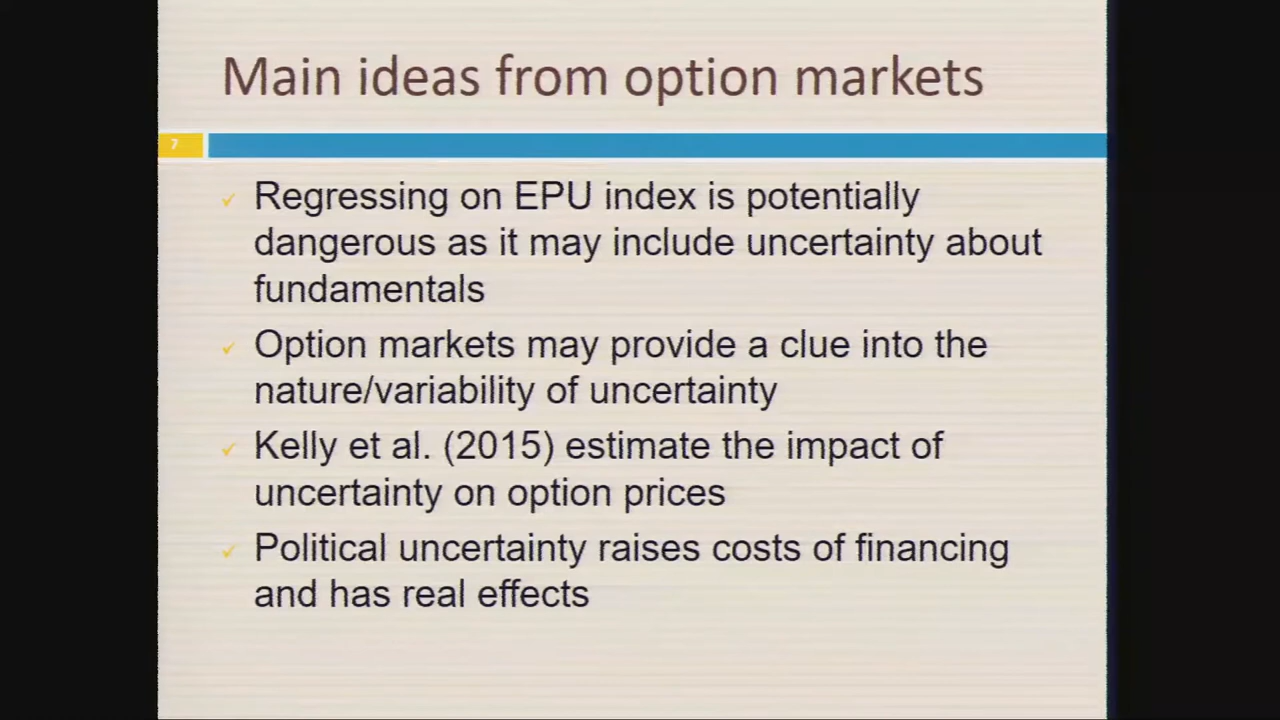 Main ideas from option markets
7
Regressing on EPU index is potentially
dangerous as it may include uncertainty about
fundamentals
Option markets may provide a clue into the
nature/variability of uncertainty
Kelly et al. (2015) estimate the impact of
uncertainty on option prices
Political uncertainty raises costs of financing
and has real effects